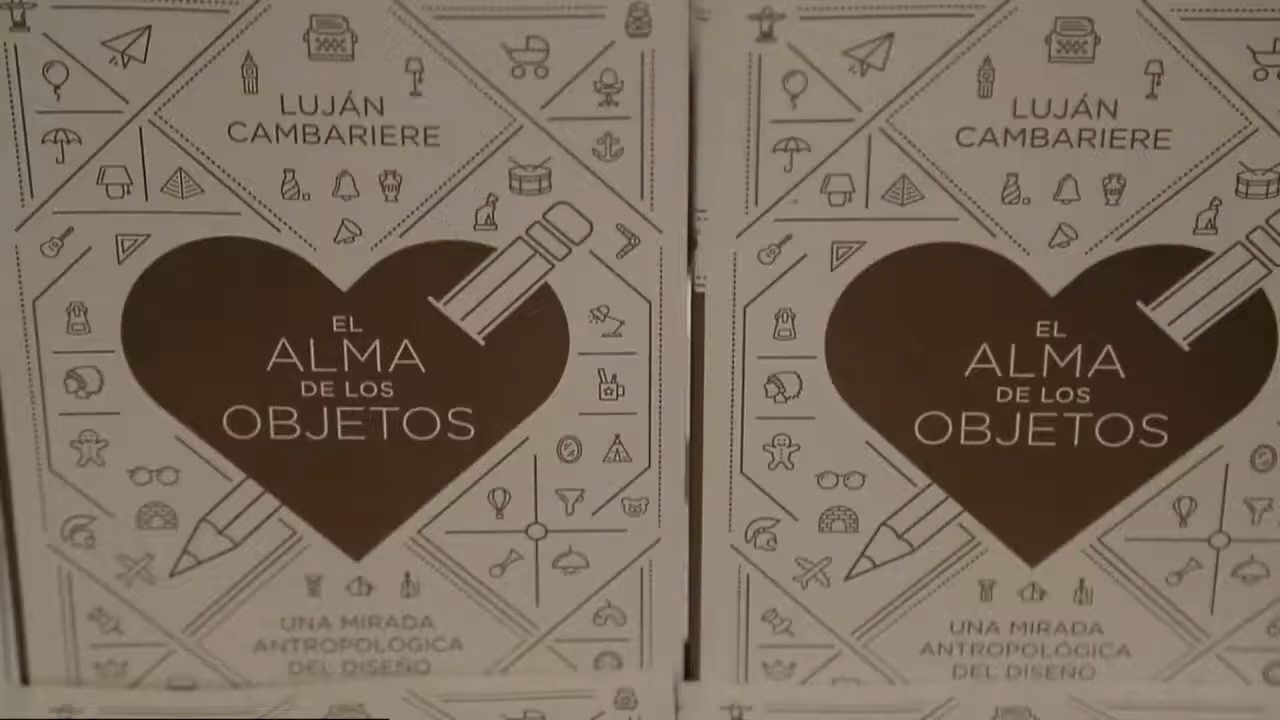 LUJÁN
CAMBARIERE
EL
ALMA
DE LOS
OBJETOS
UNA MIRADA
ANTROPOLÓGICA
DEL DISEÑO
LUJÁN
CAMBARIERE
EL
ALMA
DE LOS
OBJETOS
UNA MIRADA
ANTROPOLÓGICA
DEL DISEÑO